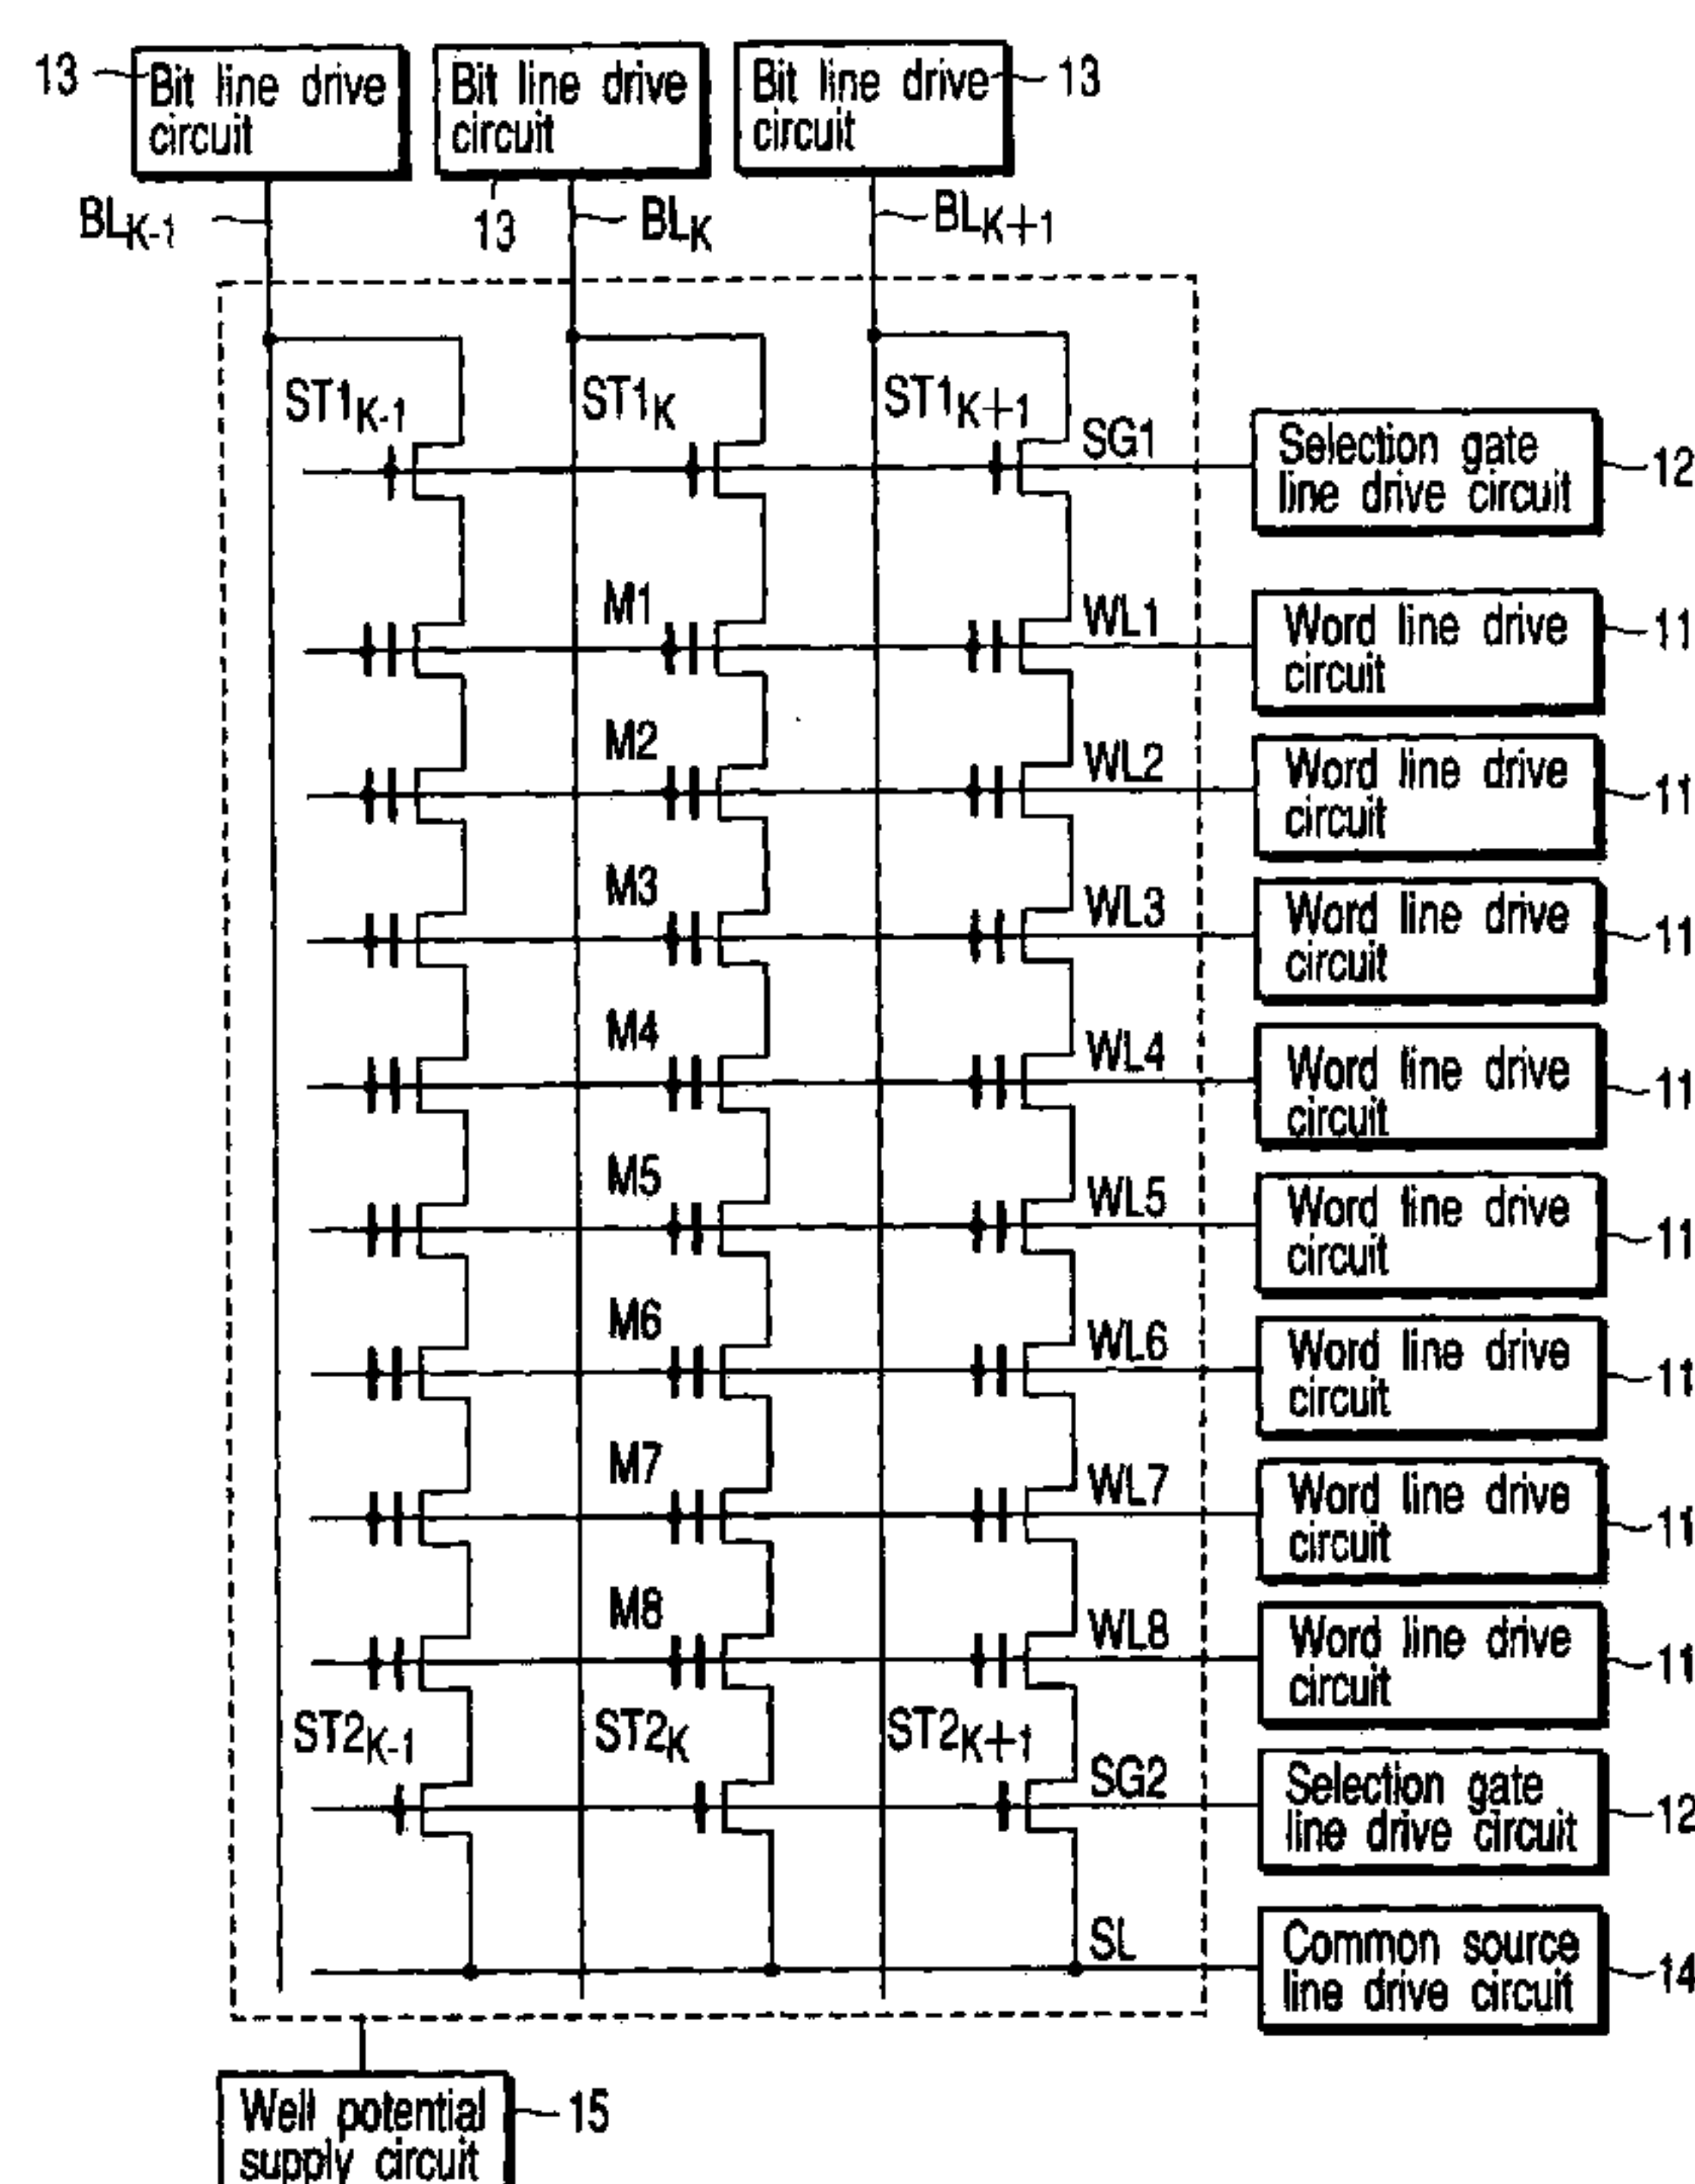 13
Bit line drive
circuit
Bit line drive
circuit
Bit line drive
circuit
13
BLK-1
13
BLK
BLK+1
ST1K-1
ST1K
ST1K+1
SG1
Selection gate
line drive circuit
12
M1
WL1
Word line drive
circuit
11
M2
WL2
Word line drive
circuit
11
M3
WL3
Word line drive
circuit
11
M4
WL4
Word line drive
circuit
11
M5
WL5
Word line drive
circuit
11
M6
WL6
Word line drive
circuit
11
M7
WL7
Word line drive
circuit
11
M8
WL8
Word line drive
circuit
11
ST2K-1
ST2K
ST2K+1
SG2
Selection gate
line drive circuit
12
SL
Common source
line drive circuit
14
Well potential
supply circuit
15